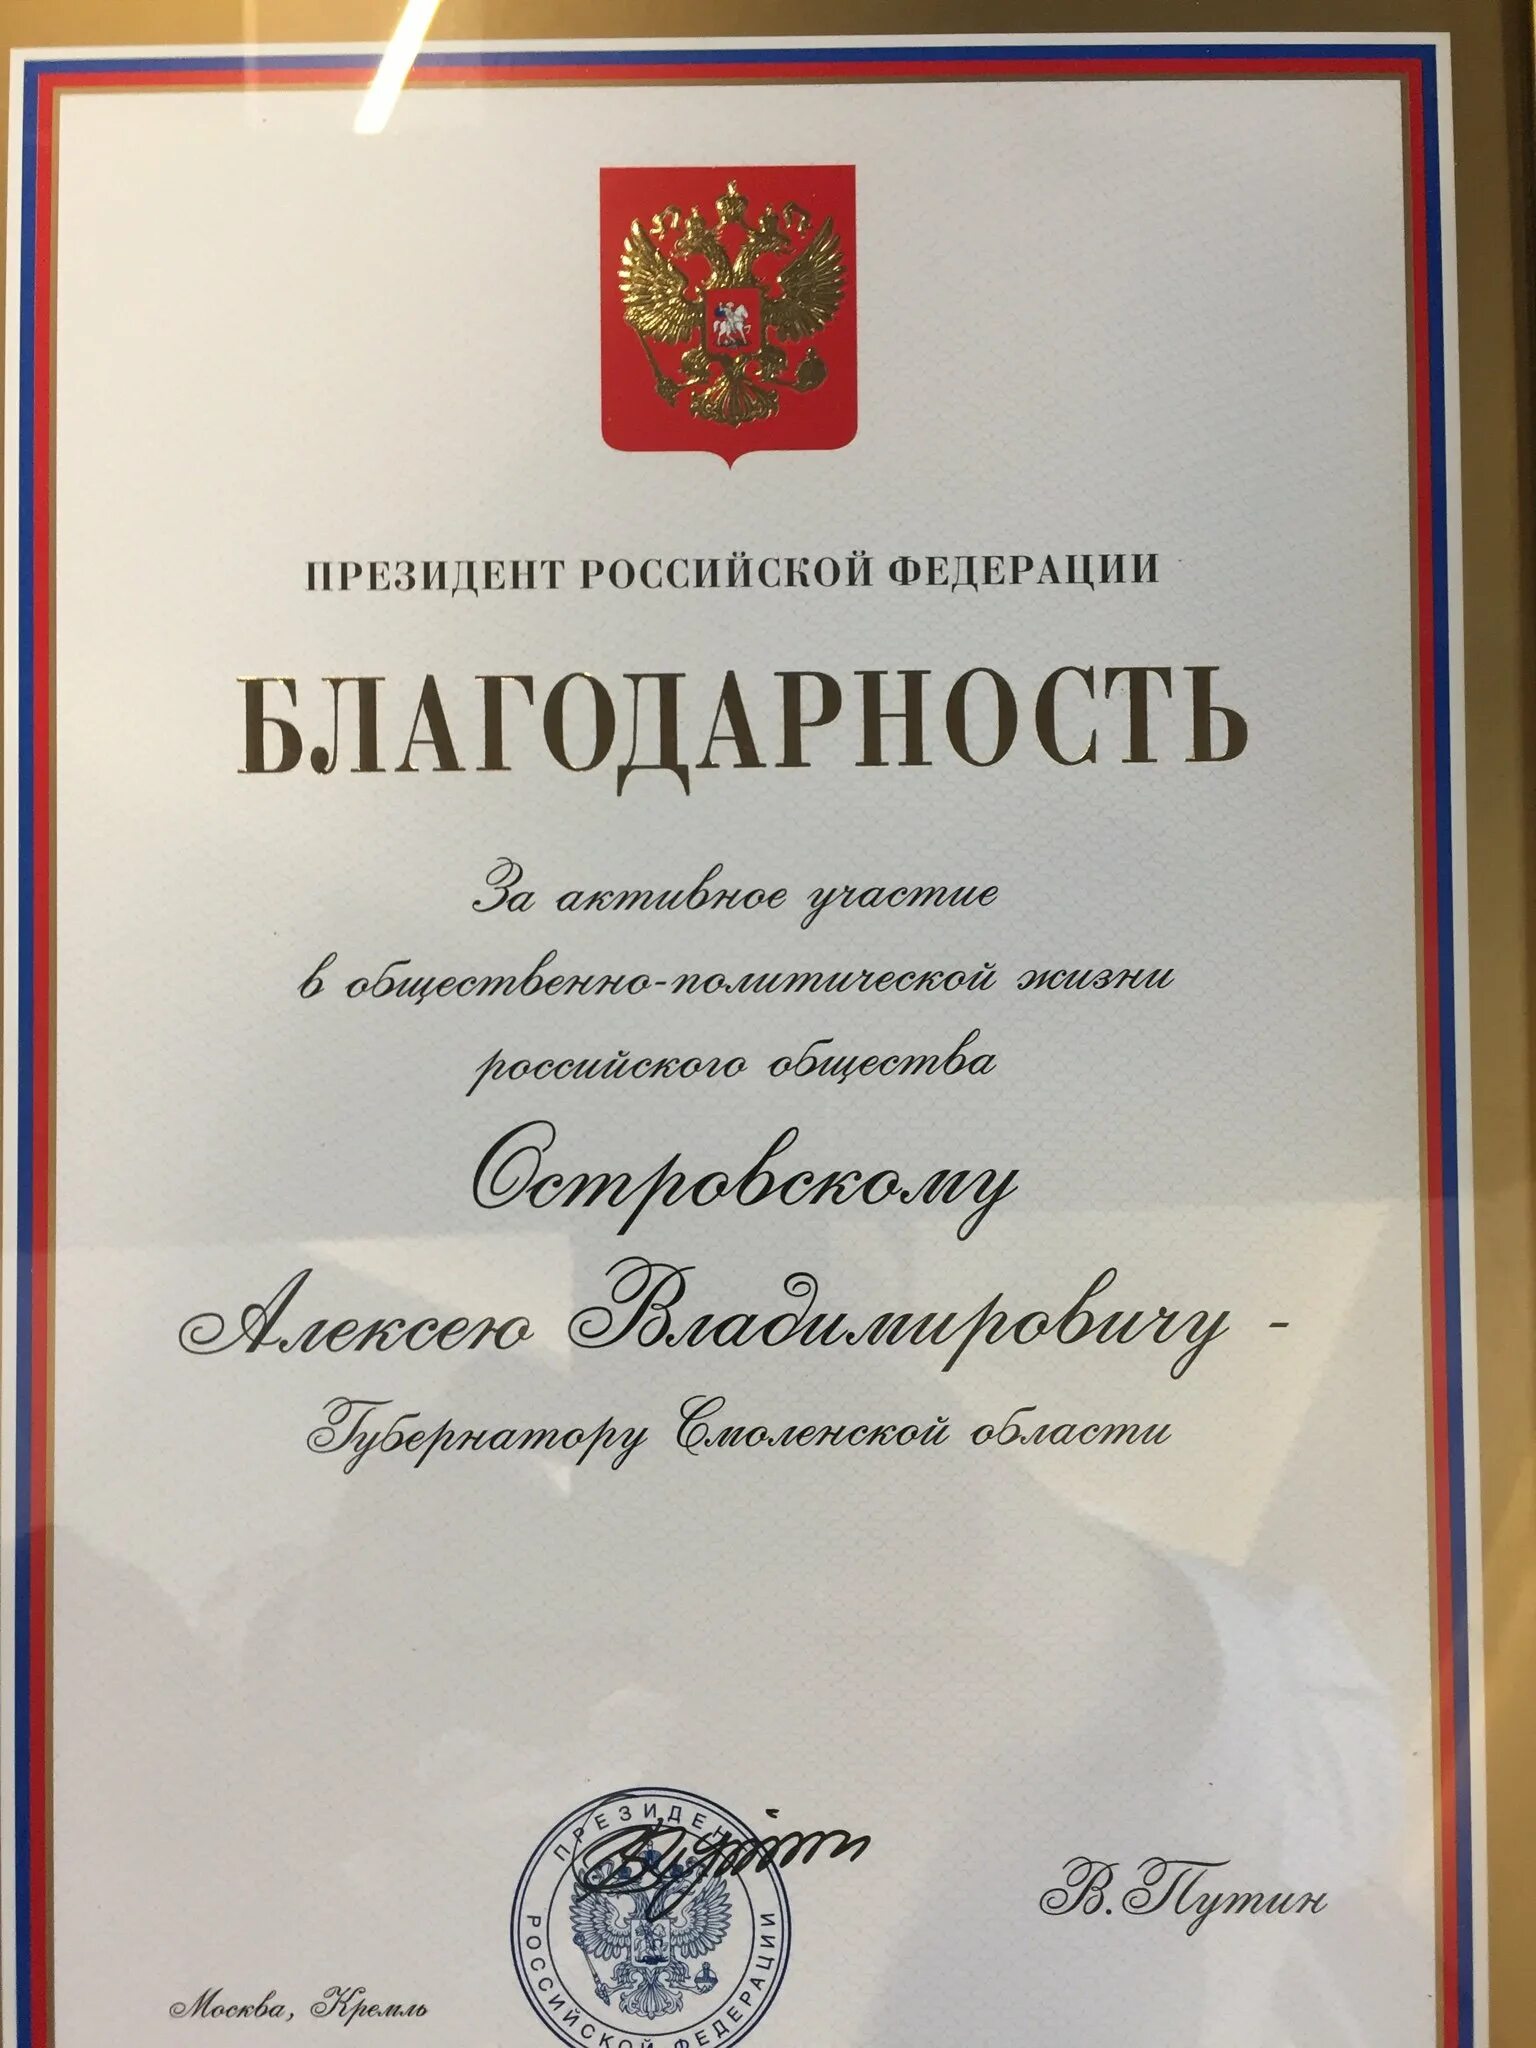 ПРЕЗИДЕНТ РОССИЙСКОЙ ФЕДЕРАЦИИ
БЛАГОДАРНОСТЬ
За активное участие
в общественно-политической жизни
российского общества
Островскому
Алексею Владимировичу -
Губернатору Смоленской области
ПРЕЗИДЕН
РОССИЙСКОЙ ФЕДЕРАЦИИ
В.Путин
Москва, Кремль